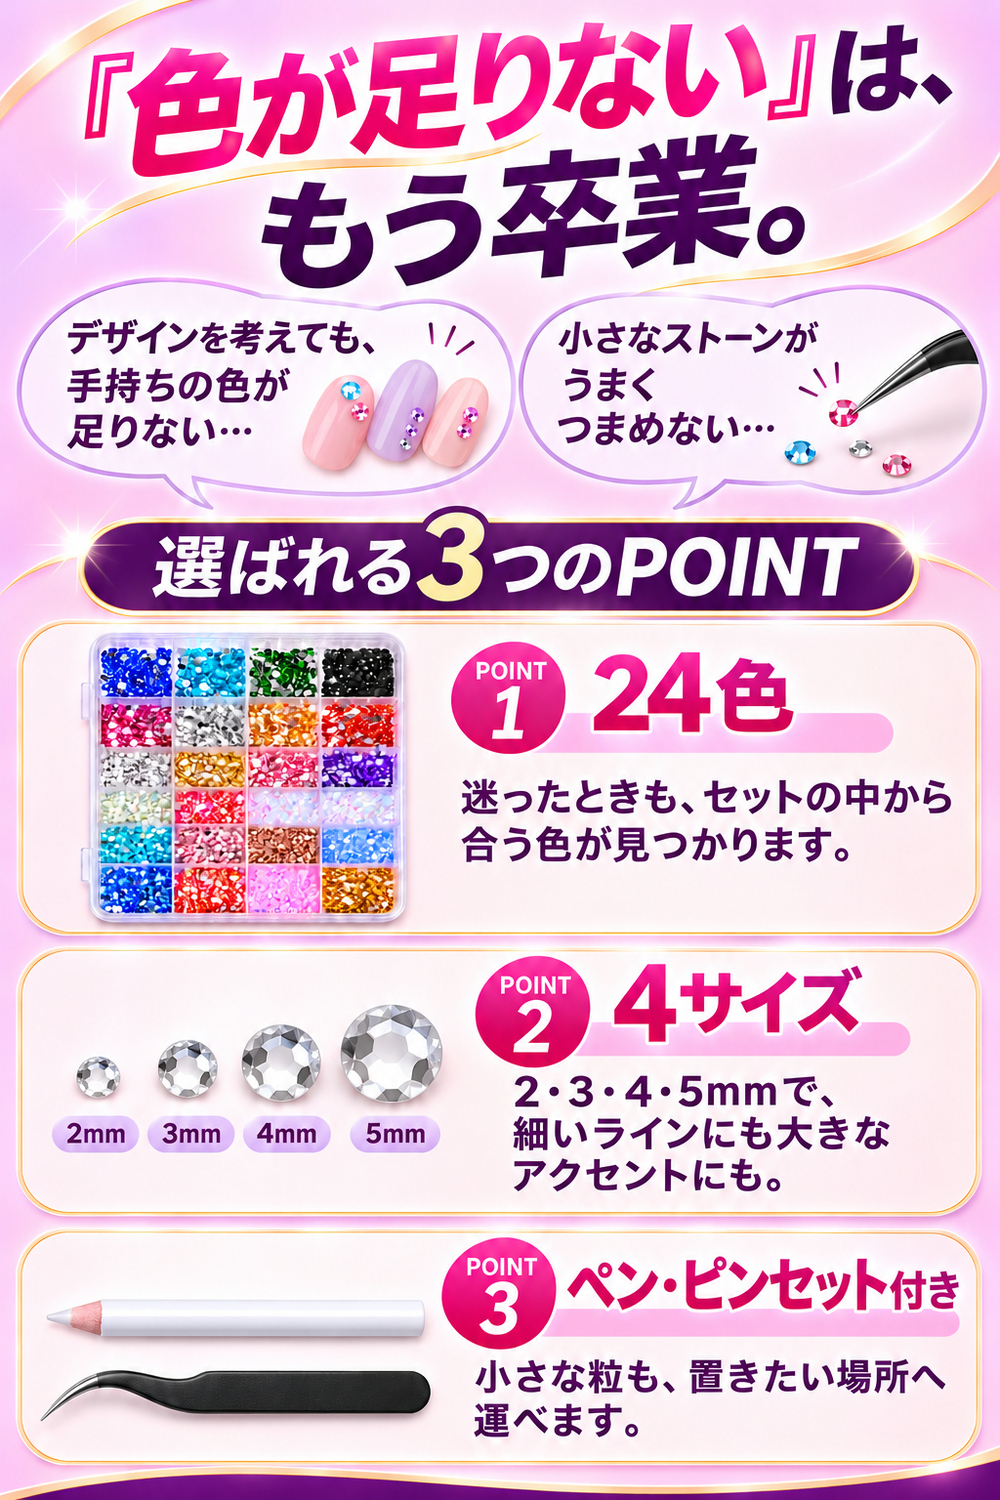 『色が足りない』は、
もう卒業。
デザインを考えても、
手持ちの色が
足りない…
小さなストーンが
うまく
つまめない…
選ばれる3つのPOINT
POINT
1
24色
迷ったときも、セットの中から
合う色が見つかります。
POINT
2
4サイズ
2・3・4・5mmで、
細いラインにも大きな
アクセントにも。
2mm
3mm
4mm
5mm
POINT
3
ペン・ピンセット付き
小さな粒も、置きたい場所へ
運べます。